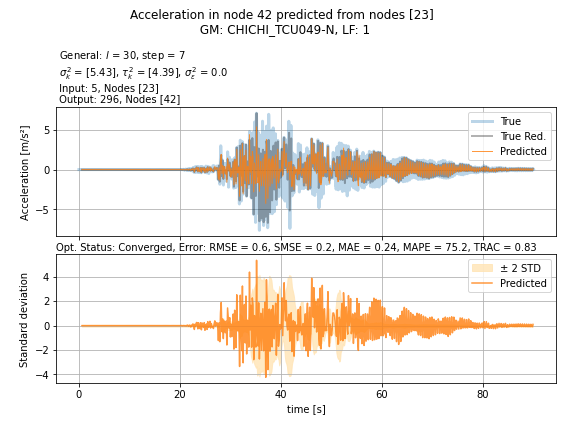 Acceleration in node 42 predicted from nodes [23]
GM: CHICHI_TCU049-N, LF: 1
General: l = 30, step = 7
σ²ₖ = [5.43], τ²ₖ = [4.39], σ²ε = 0.0
Input: 5, Nodes [23]
Output: 296, Nodes [42]
True
True Red.
Predicted
Acceleration [m/s²]
5
0
−5
Opt. Status: Converged, Error: RMSE = 0.6, SMSE = 0.2, MAE = 0.24, MAPE = 75.2, TRAC = 0.83
± 2 STD
Predicted
Standard deviation
4
2
0
−2
−4
0 20 40 60 80
time [s]